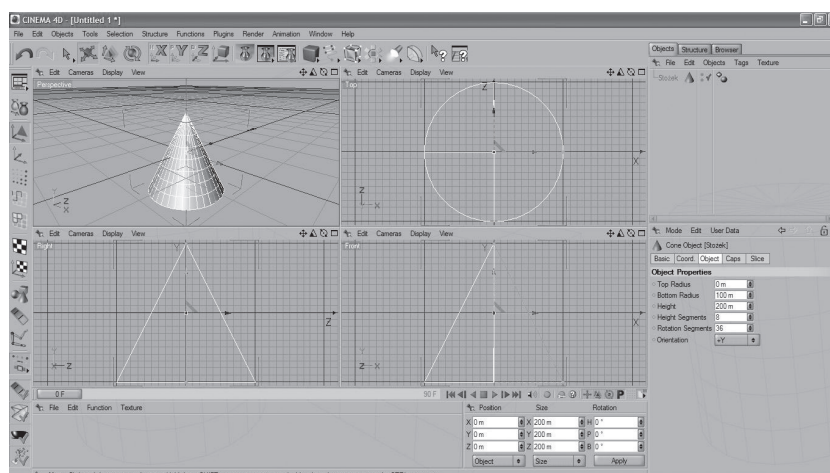 CINEMA 4D - [Untitled 1 *]
File Edit Objects Tools Selection Structure Functions Plugins Render Animation Window Help
Objects Structure Browser
File Edit Objects Tags Texture
Stożek
Edit Cameras Display View
Perspective
Z
X
Edit Cameras Display View
Top
Z
X
Z
X
Edit Cameras Display View
Right
Y
Z
Z
Edit Cameras Display View
Front
Y
X
Z X
Mode Edit User Data
Cone Object [Stożek]
Basic Coord. Object Caps Slice
Object Properties
Top Radius 0 m
Bottom Radius 100 m
Height 200 m
Height Segments 8
Rotation Segments 36
Orientation +Y
0 F 90 F P
File Edit Function Texture
Position Size Rotation
X 0 m X 200 m H 0 °
Y 0 m Y 200 m P 0 °
Z 0 m Z 200 m B 0 °
Object Size Apply